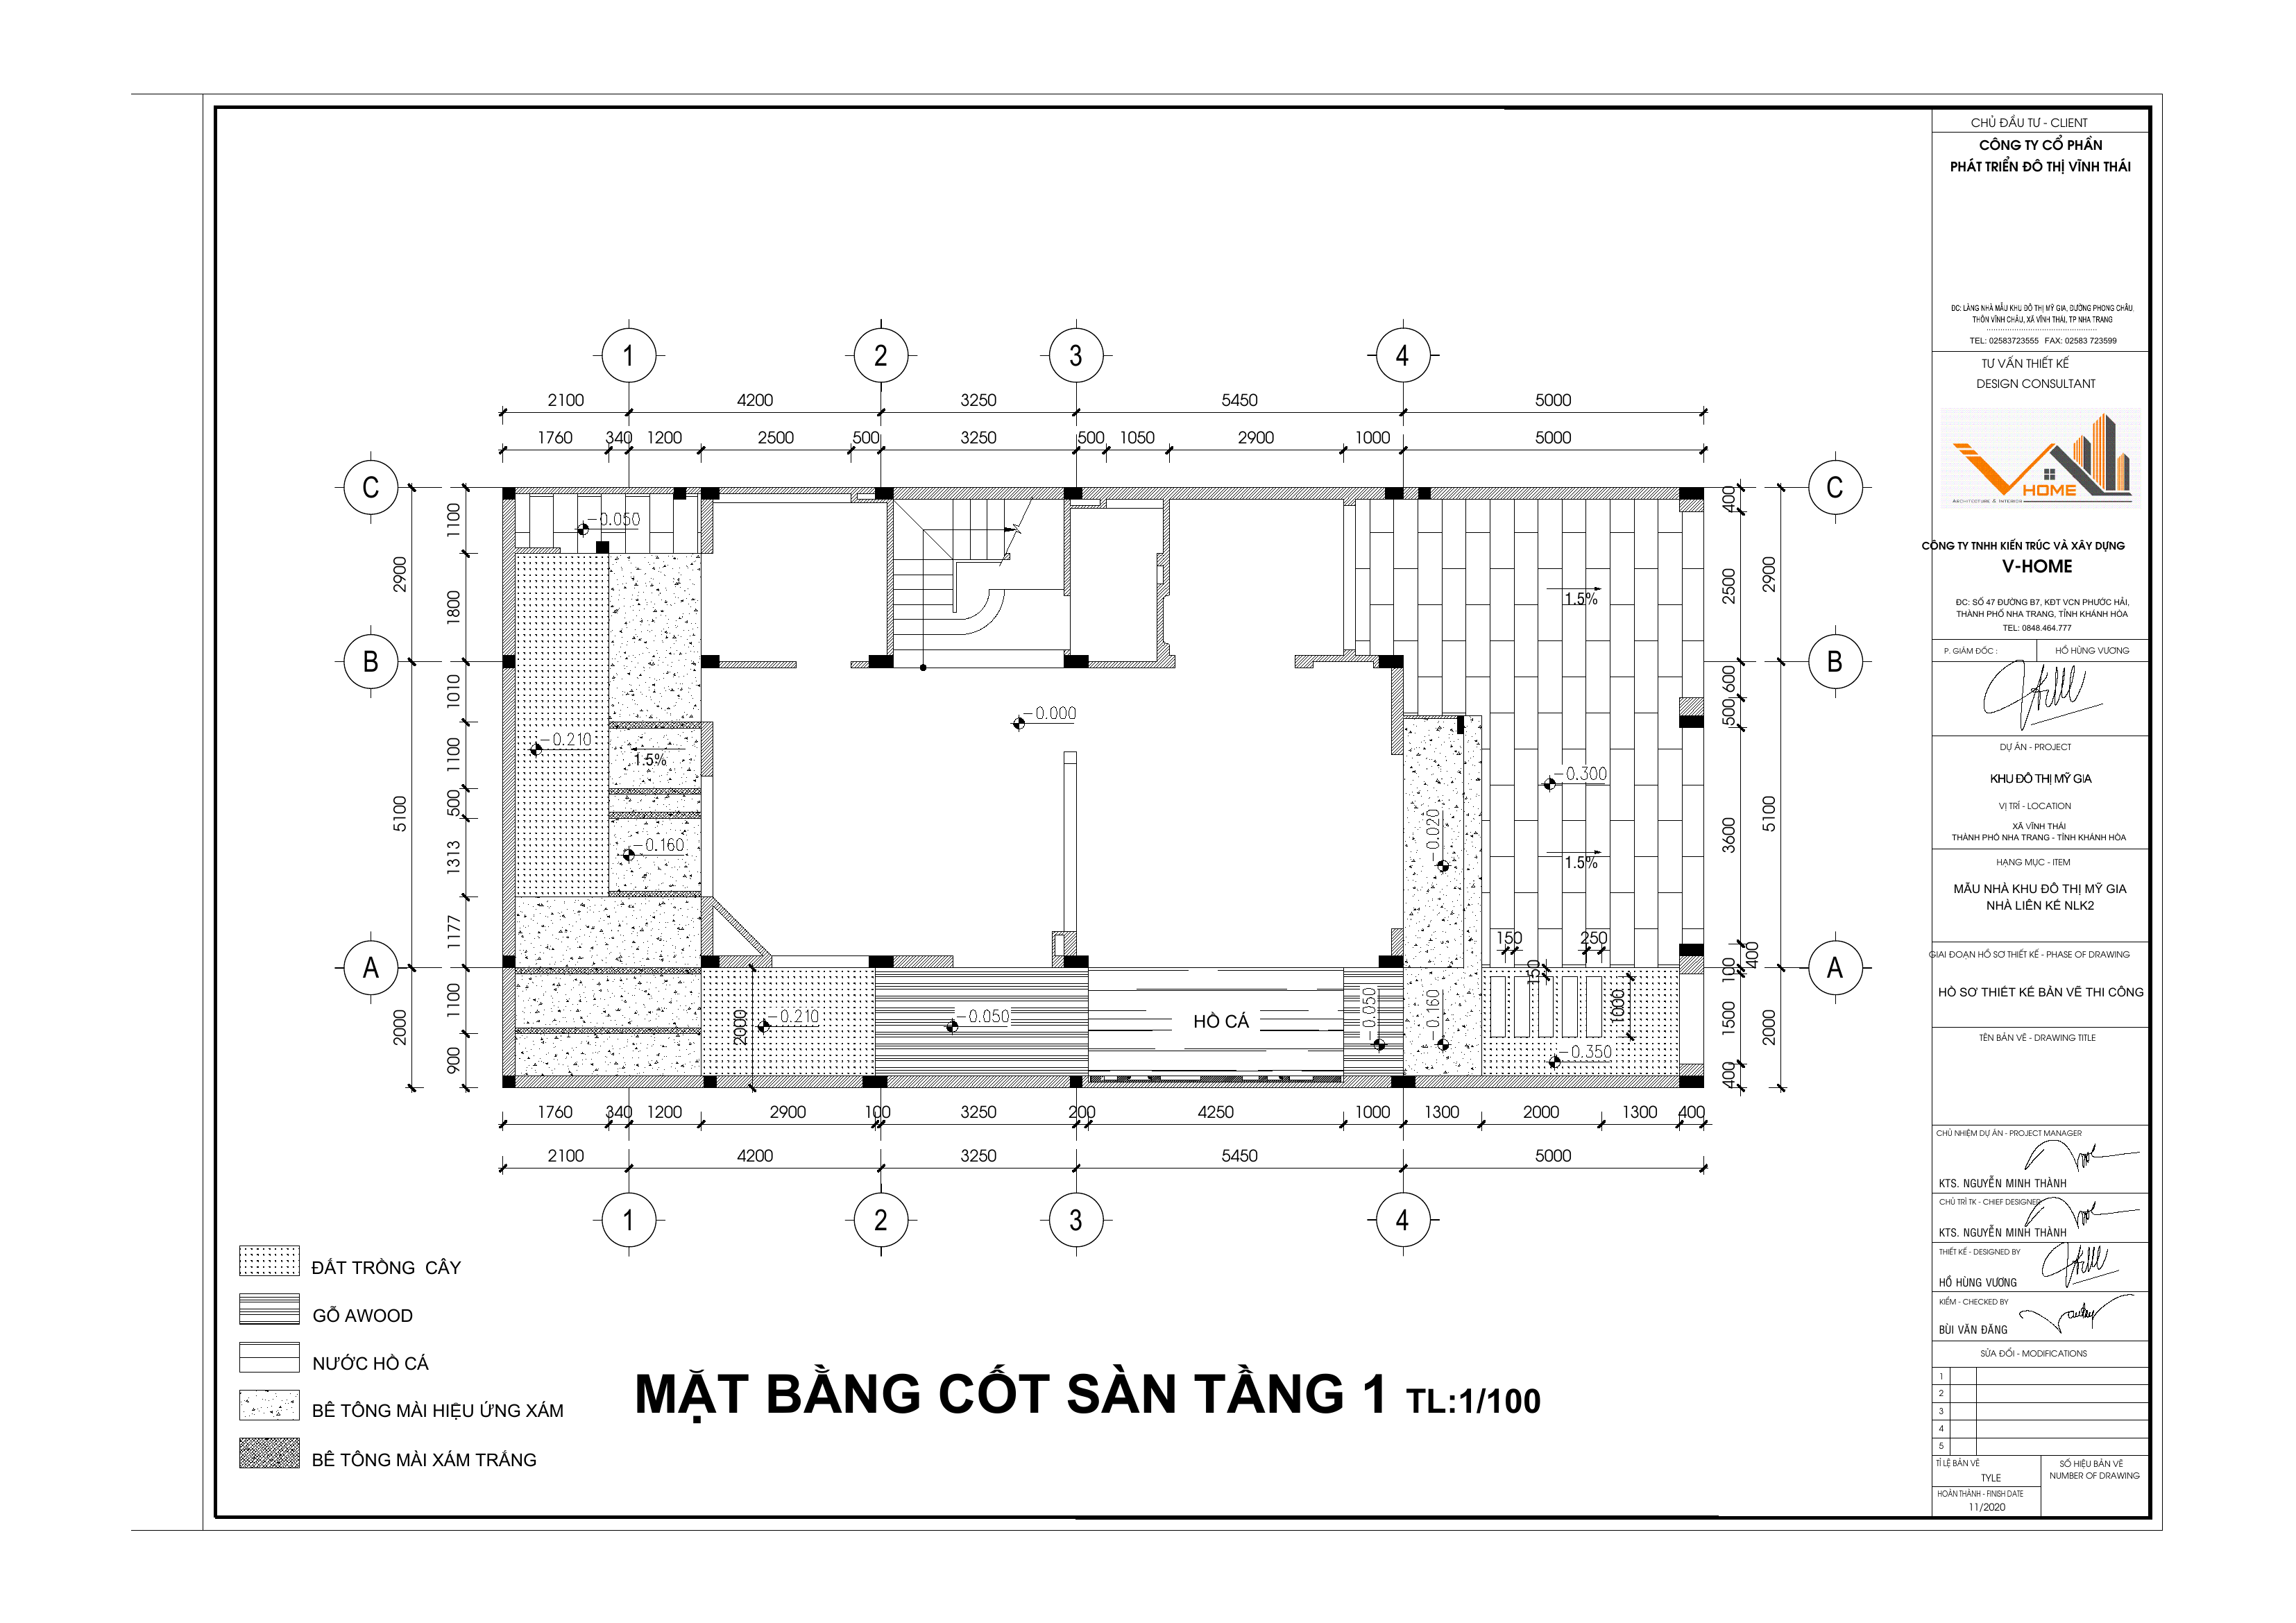 CHỦ ĐẦU TƯ - CLIENT
CÔNG TY CỔ PHẦN
PHÁT TRIỂN ĐÔ THỊ VĨNH THÁI
ĐC: LÀNG NHÀ MẪU KHU ĐÔ THỊ MỸ GIA, ĐƯỜNG PHONG CHÂU.
THÔN VĨNH CHÂU, XÃ VĨNH THÁI, TP NHA TRANG
TEL: 02583723555 FAX: 02583 723599
TƯ VẤN THIẾT KẾ
DESIGN CONSULTANT
HOME
ARCHITECTURE & INTERIOR
CÔNG TY TNHH KIẾN TRÚC VÀ XÂY DỰNG
V-HOME
ĐC: SỐ 47 ĐƯỜNG B7, KĐT VCN PHƯỚC HẢI,
THÀNH PHỐ NHA TRANG, TỈNH KHÁNH HÒA
TEL: 0848.464.777
P. GIÁM ĐỐC : HỒ HÙNG VƯƠNG
DỰ ÁN - PROJECT
KHU ĐÔ THỊ MỸ GIA
VỊ TRÍ - LOCATION
XÃ VĨNH THÁI
THÀNH PHỐ NHA TRANG - TỈNH KHÁNH HÒA
HẠNG MỤC - ITEM
MẪU NHÀ KHU ĐÔ THỊ MỸ GIA
NHÀ LIÊN KẾ NLK2
GIAI ĐOẠN HỒ SƠ THIẾT KẾ - PHASE OF DRAWING
HỒ SƠ THIẾT KẾ BẢN VẼ THI CÔNG
TÊN BẢN VẼ - DRAWING TITLE
CHỦ NHIỆM DỰ ÁN - PROJECT MANAGER
KTS. NGUYỄN MINH THÀNH
CHỦ TRÌ TK - CHIEF DESIGNER
KTS. NGUYỄN MINH THÀNH
THIẾT KẾ - DESIGNED BY
HỒ HÙNG VƯƠNG
KIỂM - CHECKED BY
BÙI VĂN ĐĂNG
SỬA ĐỔI - MODIFICATIONS
1
2
3
4
5
TỈ LỆ BẢN VẼ
TYLE
SỐ HIỆU BẢN VẼ
NUMBER OF DRAWING
HOÀN THÀNH - FINISH DATE
11/2020
1 2 3 4
2100 4200 3250 5450 5000
1760 340 1200 2500 500 3250 500 1050 2900 1000 5000
C C
B B
A A
2900 5100 2000
1100 1800 1010 1100 500 1313 1177 1100 900
400 2500 600 500 3600 400 100 1500 400
2900 5100 2000
-0.050
-0.210
1.5%
-0.160
-0.000
1.5%
-0.300
-0.020
1.5%
150 250
150
1000
2000
-0.210
-0.050
HỒ CÁ
-0.050
-0.160
-0.350
1760 340 1200 2900 100 3250 200 4250 1000 1300 2000 1300 400
2100 4200 3250 5450 5000
1 2 3 4
ĐẤT TRỒNG CÂY
GỖ AWOOD
NƯỚC HỒ CÁ
BÊ TÔNG MÀI HIỆU ỨNG XÁM
BÊ TÔNG MÀI XÁM TRẮNG
MẶT BẰNG CỐT SÀN TẦNG 1 TL:1/100